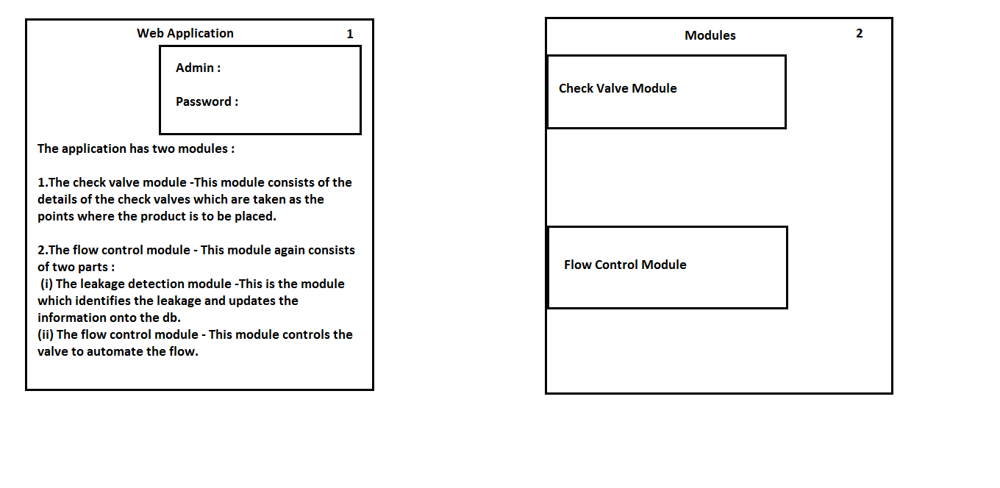 Web Application 1
Admin :
Password :
The application has two modules :
1.The check valve module -This module consists of the
details of the check valves which are taken as the
points where the product is to be placed.
2.The flow control module - This module again consists
of two parts :
(i) The leakage detection module -This is the module
which identifies the leakage and updates the
information onto the db.
(ii) The flow control module - This module controls the
valve to automate the flow.
Modules 2
Check Valve Module
Flow Control Module